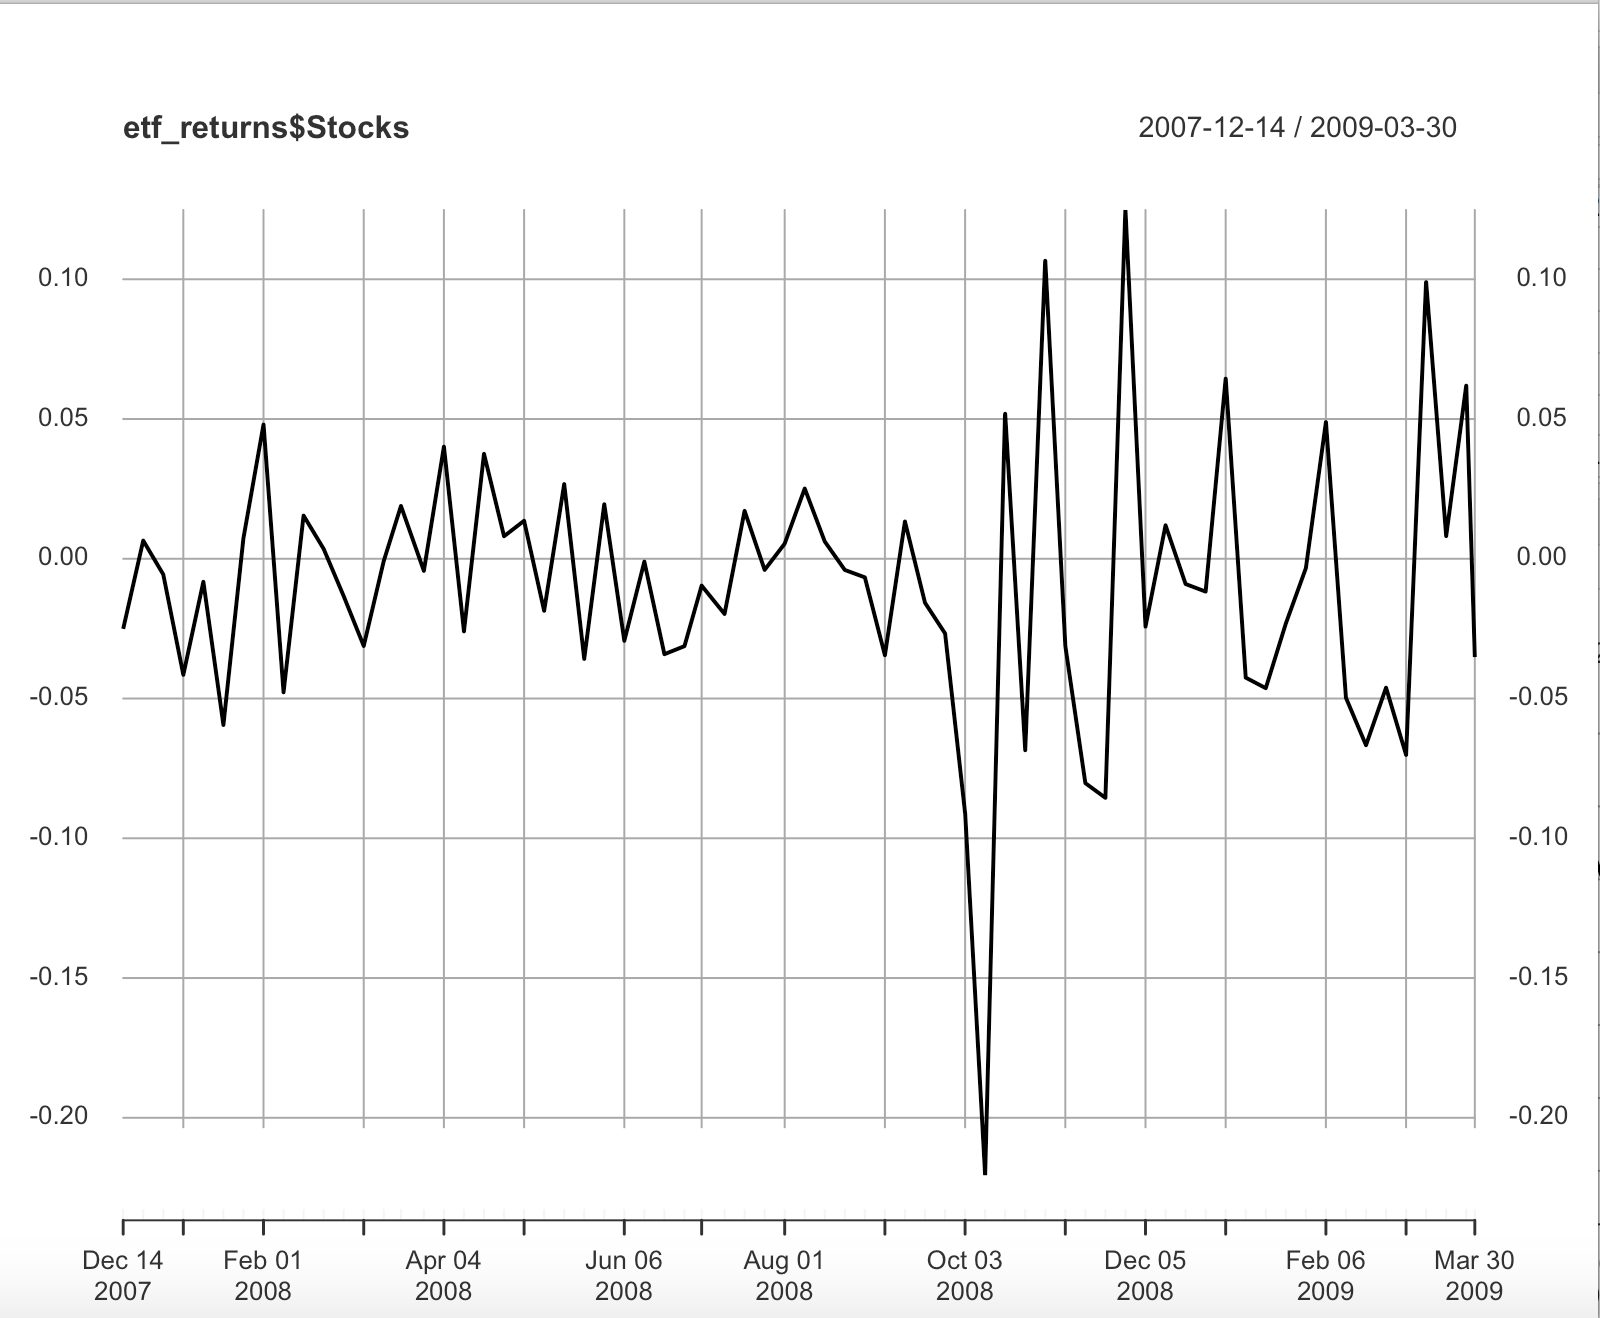 etf_returns$Stocks 2007-12-14 / 2009-03-30
0.10 0.10
0.05 0.05
0.00 0.00
-0.05 -0.05
-0.10 -0.10
-0.15 -0.15
-0.20 -0.20
Dec 14 Feb 01 Apr 04 Jun 06 Aug 01 Oct 03 Dec 05 Feb 06 Mar 30
2007 2008 2008 2008 2008 2008 2008 2009 2009